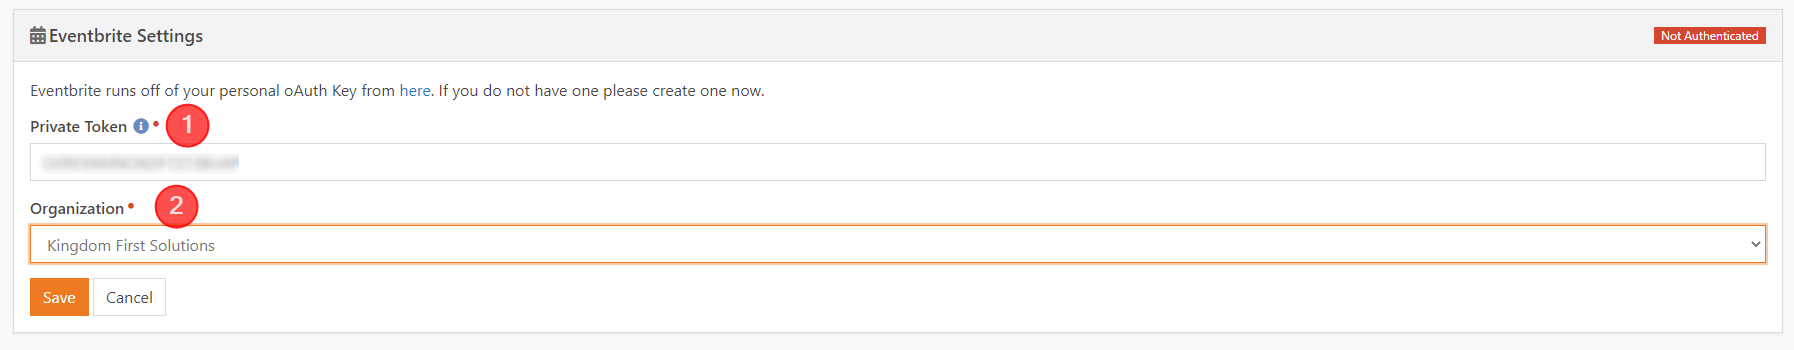 Eventbrite Settings
Not Authenticated
Eventbrite runs off of your personal oAuth Key from here. If you do not have one please create one now.
Private Token
1
Organization
2
Kingdom First Solutions
Save Cancel